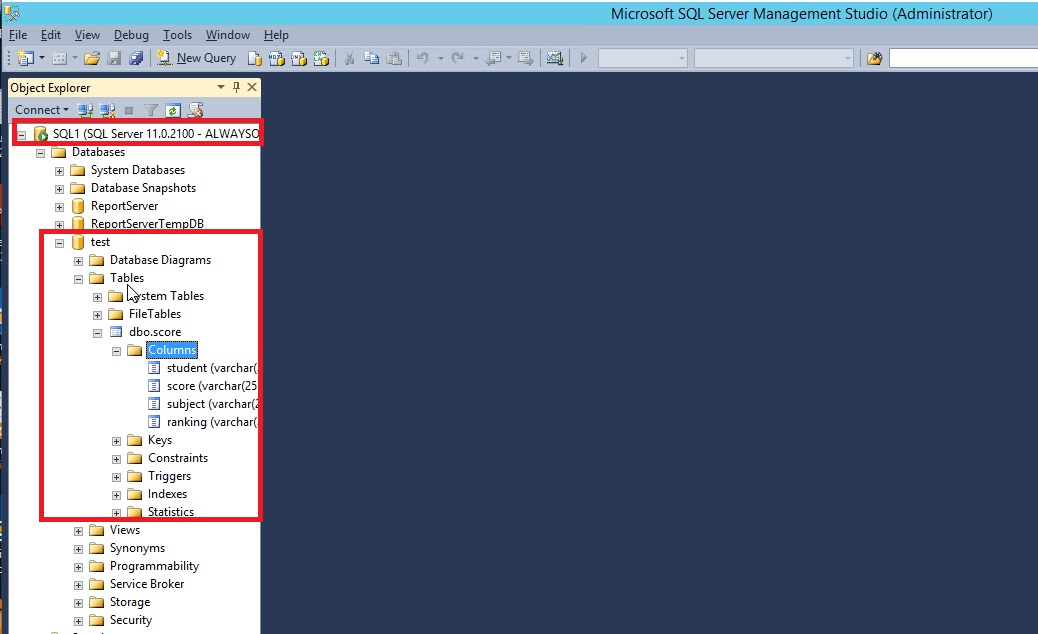 Microsoft SQL Server Management Studio (Administrator)
File Edit View Debug Tools Window Help
New Query
Object Explorer
Connect
SQL1 (SQL Server 11.0.2100 - ALWAYSO
Databases
System Databases
Database Snapshots
ReportServer
ReportServerTempDB
test
Database Diagrams
Tables
System Tables
FileTables
dbo.score
Columns
student (varchar(
score (varchar(25
subject (varchar(2
ranking (varchar(
Keys
Constraints
Triggers
Indexes
Statistics
Views
Synonyms
Programmability
Service Broker
Storage
Security